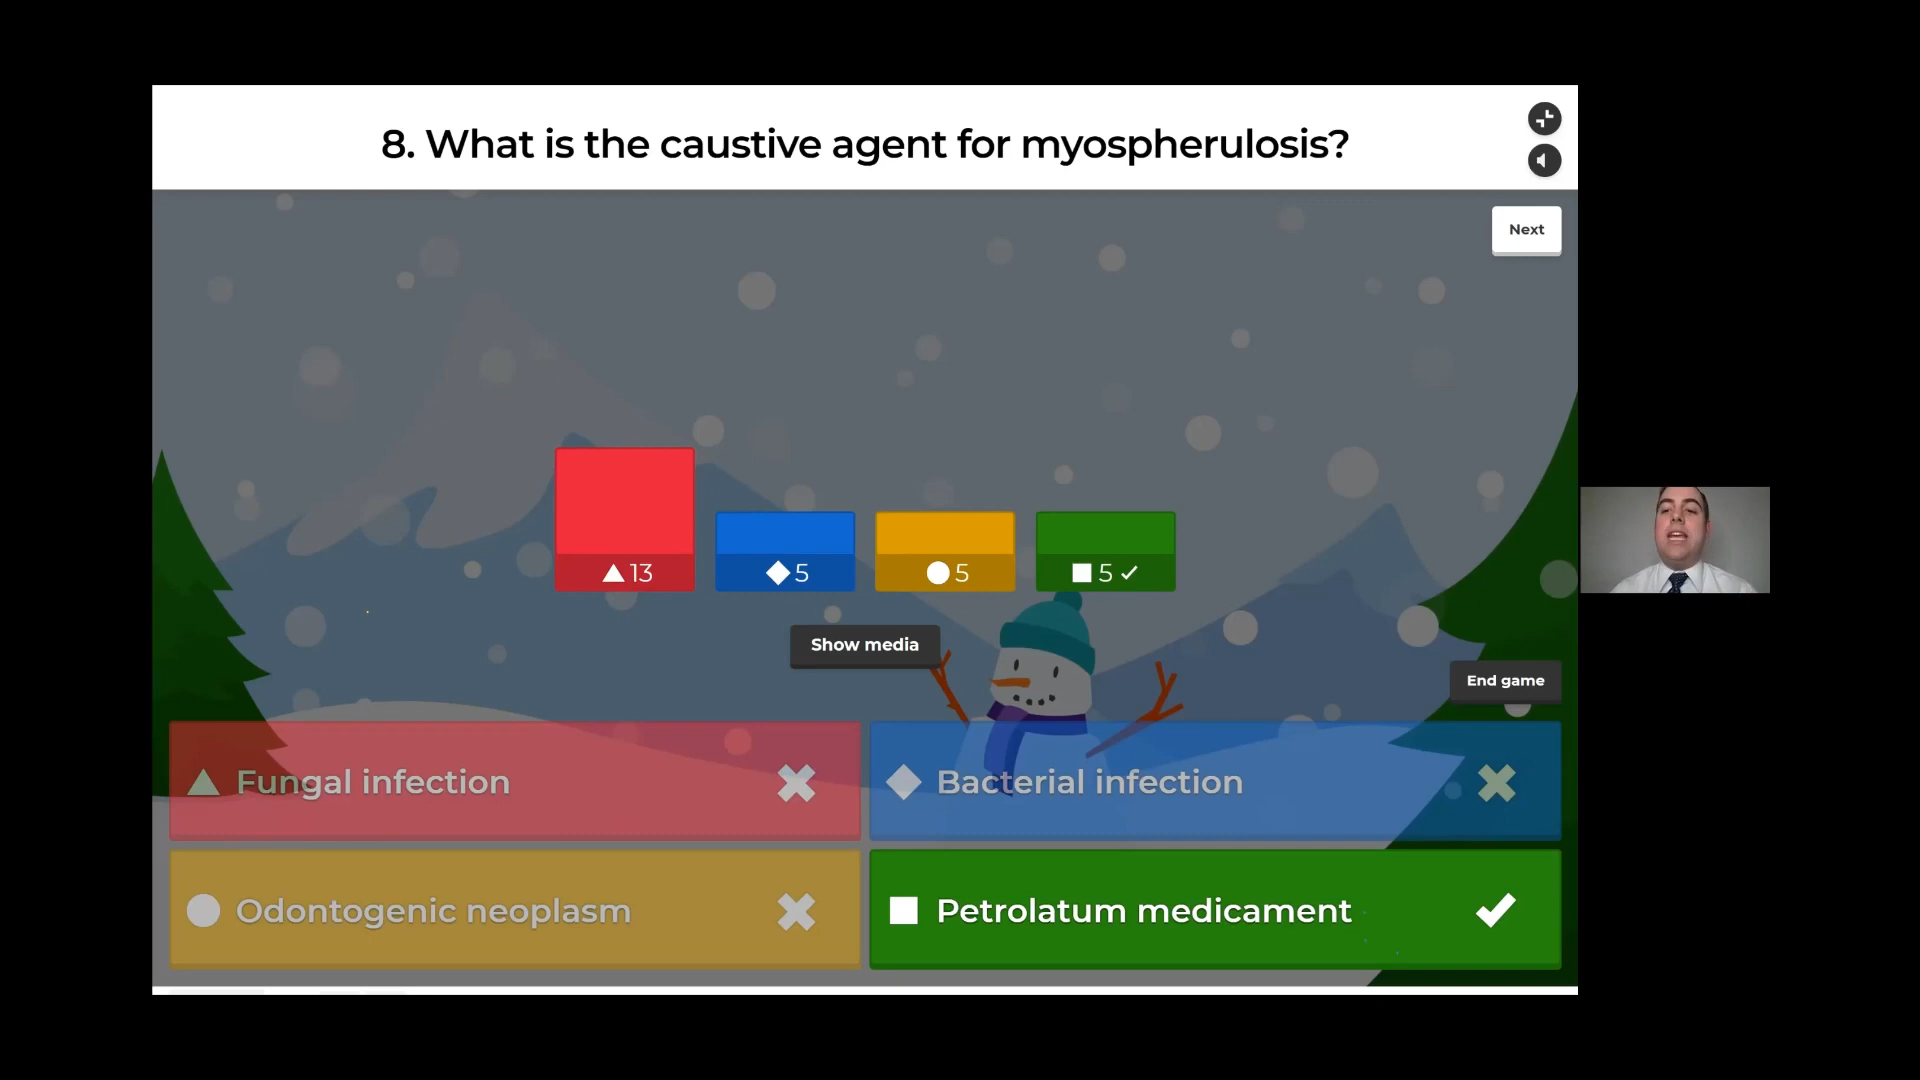 8. What is the caustive agent for myospherulosis?
Next
13
5
5
5
Show media
End game
Fungal infection
Bacterial infection
Odontogenic neoplasm
Petrolatum medicament